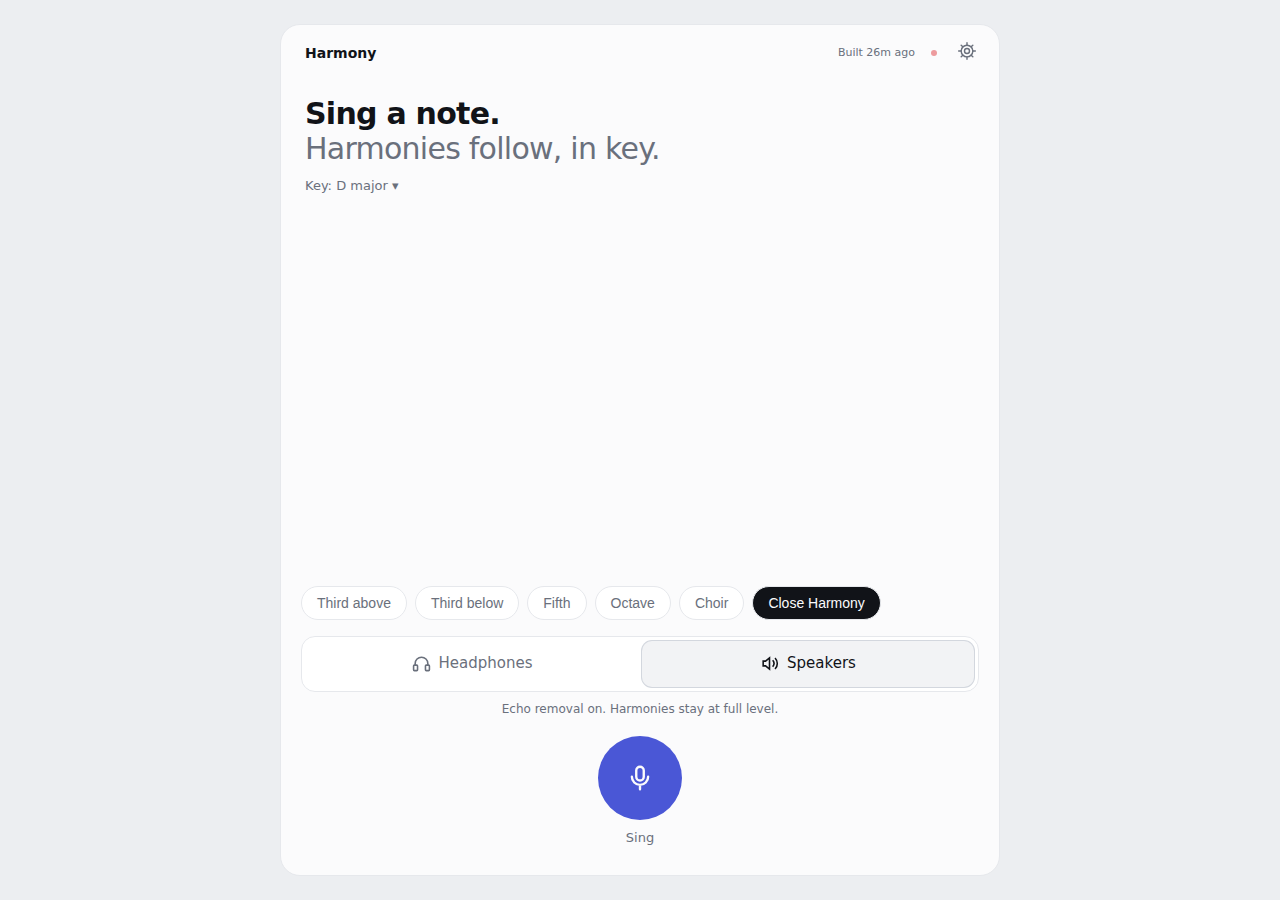 Harmony
Built 26m ago
Sing a note.
Harmonies follow, in key.
Key: D major ▾
Third above
Third below
Fifth
Octave
Choir
Close Harmony
Headphones
Speakers
Echo removal on. Harmonies stay at full level.
Sing